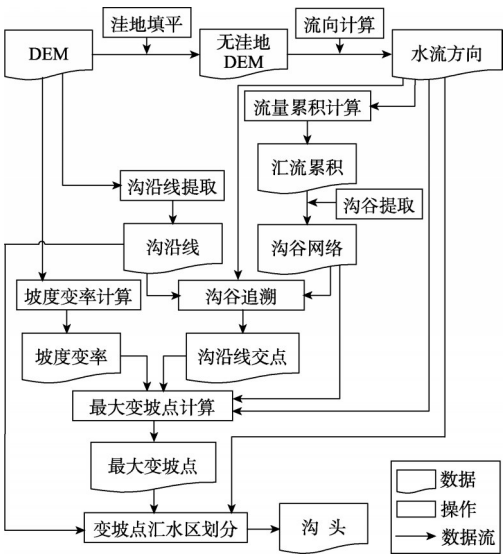 洼地填平
流向计算
DEM
无洼地
DEM
水流方向
流量累积计算
汇流累积
沟沿线提取
沟谷提取
沟沿线
沟谷网络
坡度变率计算
沟谷追溯
坡度变率
沟沿线交点
最大变坡点计算
最大变坡点
变坡点汇水区划分
沟 头
数据
操作
数据流